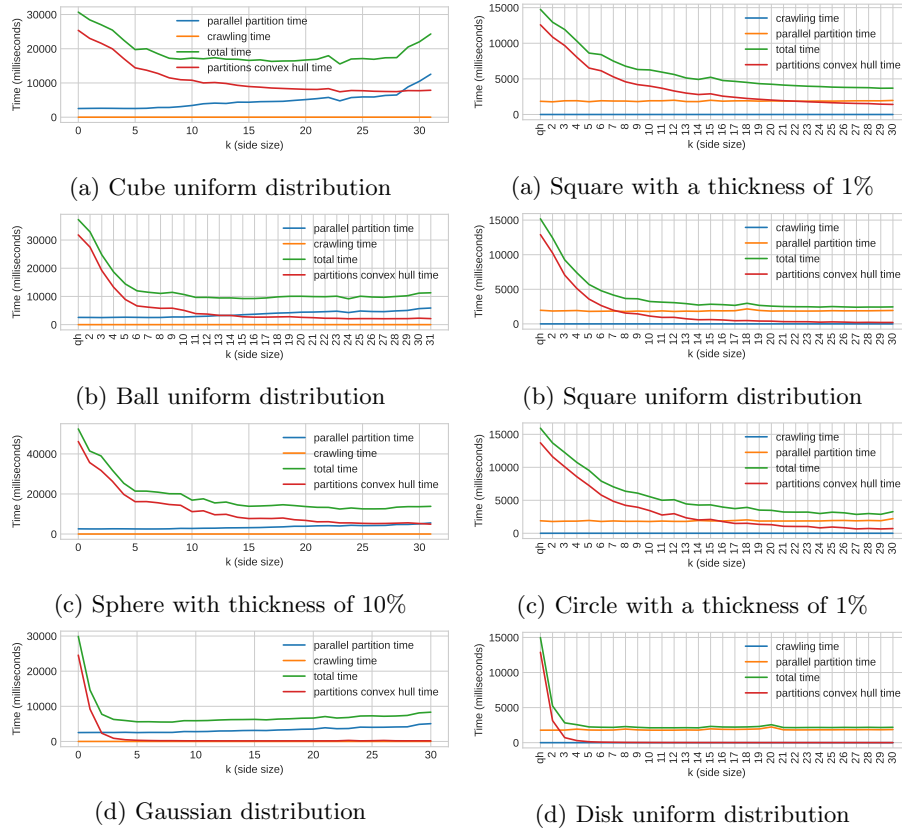 30000
20000
10000
0
Time (milliseconds)
parallel partition time
crawling time
total time
partitions convex hull time
0 5 10 15 20 25 30
k (side size)
(a) Cube uniform distribution
15000
10000
5000
0
Time (milliseconds)
crawling time
parallel partition time
total time
partitions convex hull time
qh 2 3 4 5 6 7 8 9 10 11 12 13 14 15 16 17 18 19 20 21 22 23 24 25 26 27 28 29 30
k (side size)
(a) Square with a thickness of 1%
30000
20000
10000
0
Time (milliseconds)
parallel partition time
crawling time
total time
partitions convex hull time
qh 2 3 4 5 6 7 8 9 10 11 12 13 14 15 16 17 18 19 20 21 22 23 24 25 26 27 28 29 30 31
k (side size)
(b) Ball uniform distribution
15000
10000
5000
0
Time (milliseconds)
crawling time
parallel partition time
total time
partitions convex hull time
qh 2 3 4 5 6 7 8 9 10 11 12 13 14 15 16 17 18 19 20 21 22 23 24 25 26 27 28 29 30
k (side size)
(b) Square uniform distribution
40000
20000
0
Time (milliseconds)
parallel partition time
crawling time
total time
partitions convex hull time
0 5 10 15 20 25 30
k (side size)
(c) Sphere with thickness of 10%
15000
10000
5000
0
Time (milliseconds)
crawling time
parallel partition time
total time
partitions convex hull time
qh 2 3 4 5 6 7 8 9 10 11 12 13 14 15 16 17 18 19 20 21 22 23 24 25 26 27 28 29 30
k (side size)
(c) Circle with a thickness of 1%
30000
20000
10000
0
Time (milliseconds)
parallel partition time
crawling time
total time
partitions convex hull time
0 5 10 15 20 25 30
k (side size)
(d) Gaussian distribution
15000
10000
5000
0
Time (milliseconds)
crawling time
parallel partition time
total time
partitions convex hull time
qh 2 3 4 5 6 7 8 9 10 11 12 13 14 15 16 17 18 19 20 21 22 23 24 25 26 27 28 29 30
k (side size)
(d) Disk uniform distribution